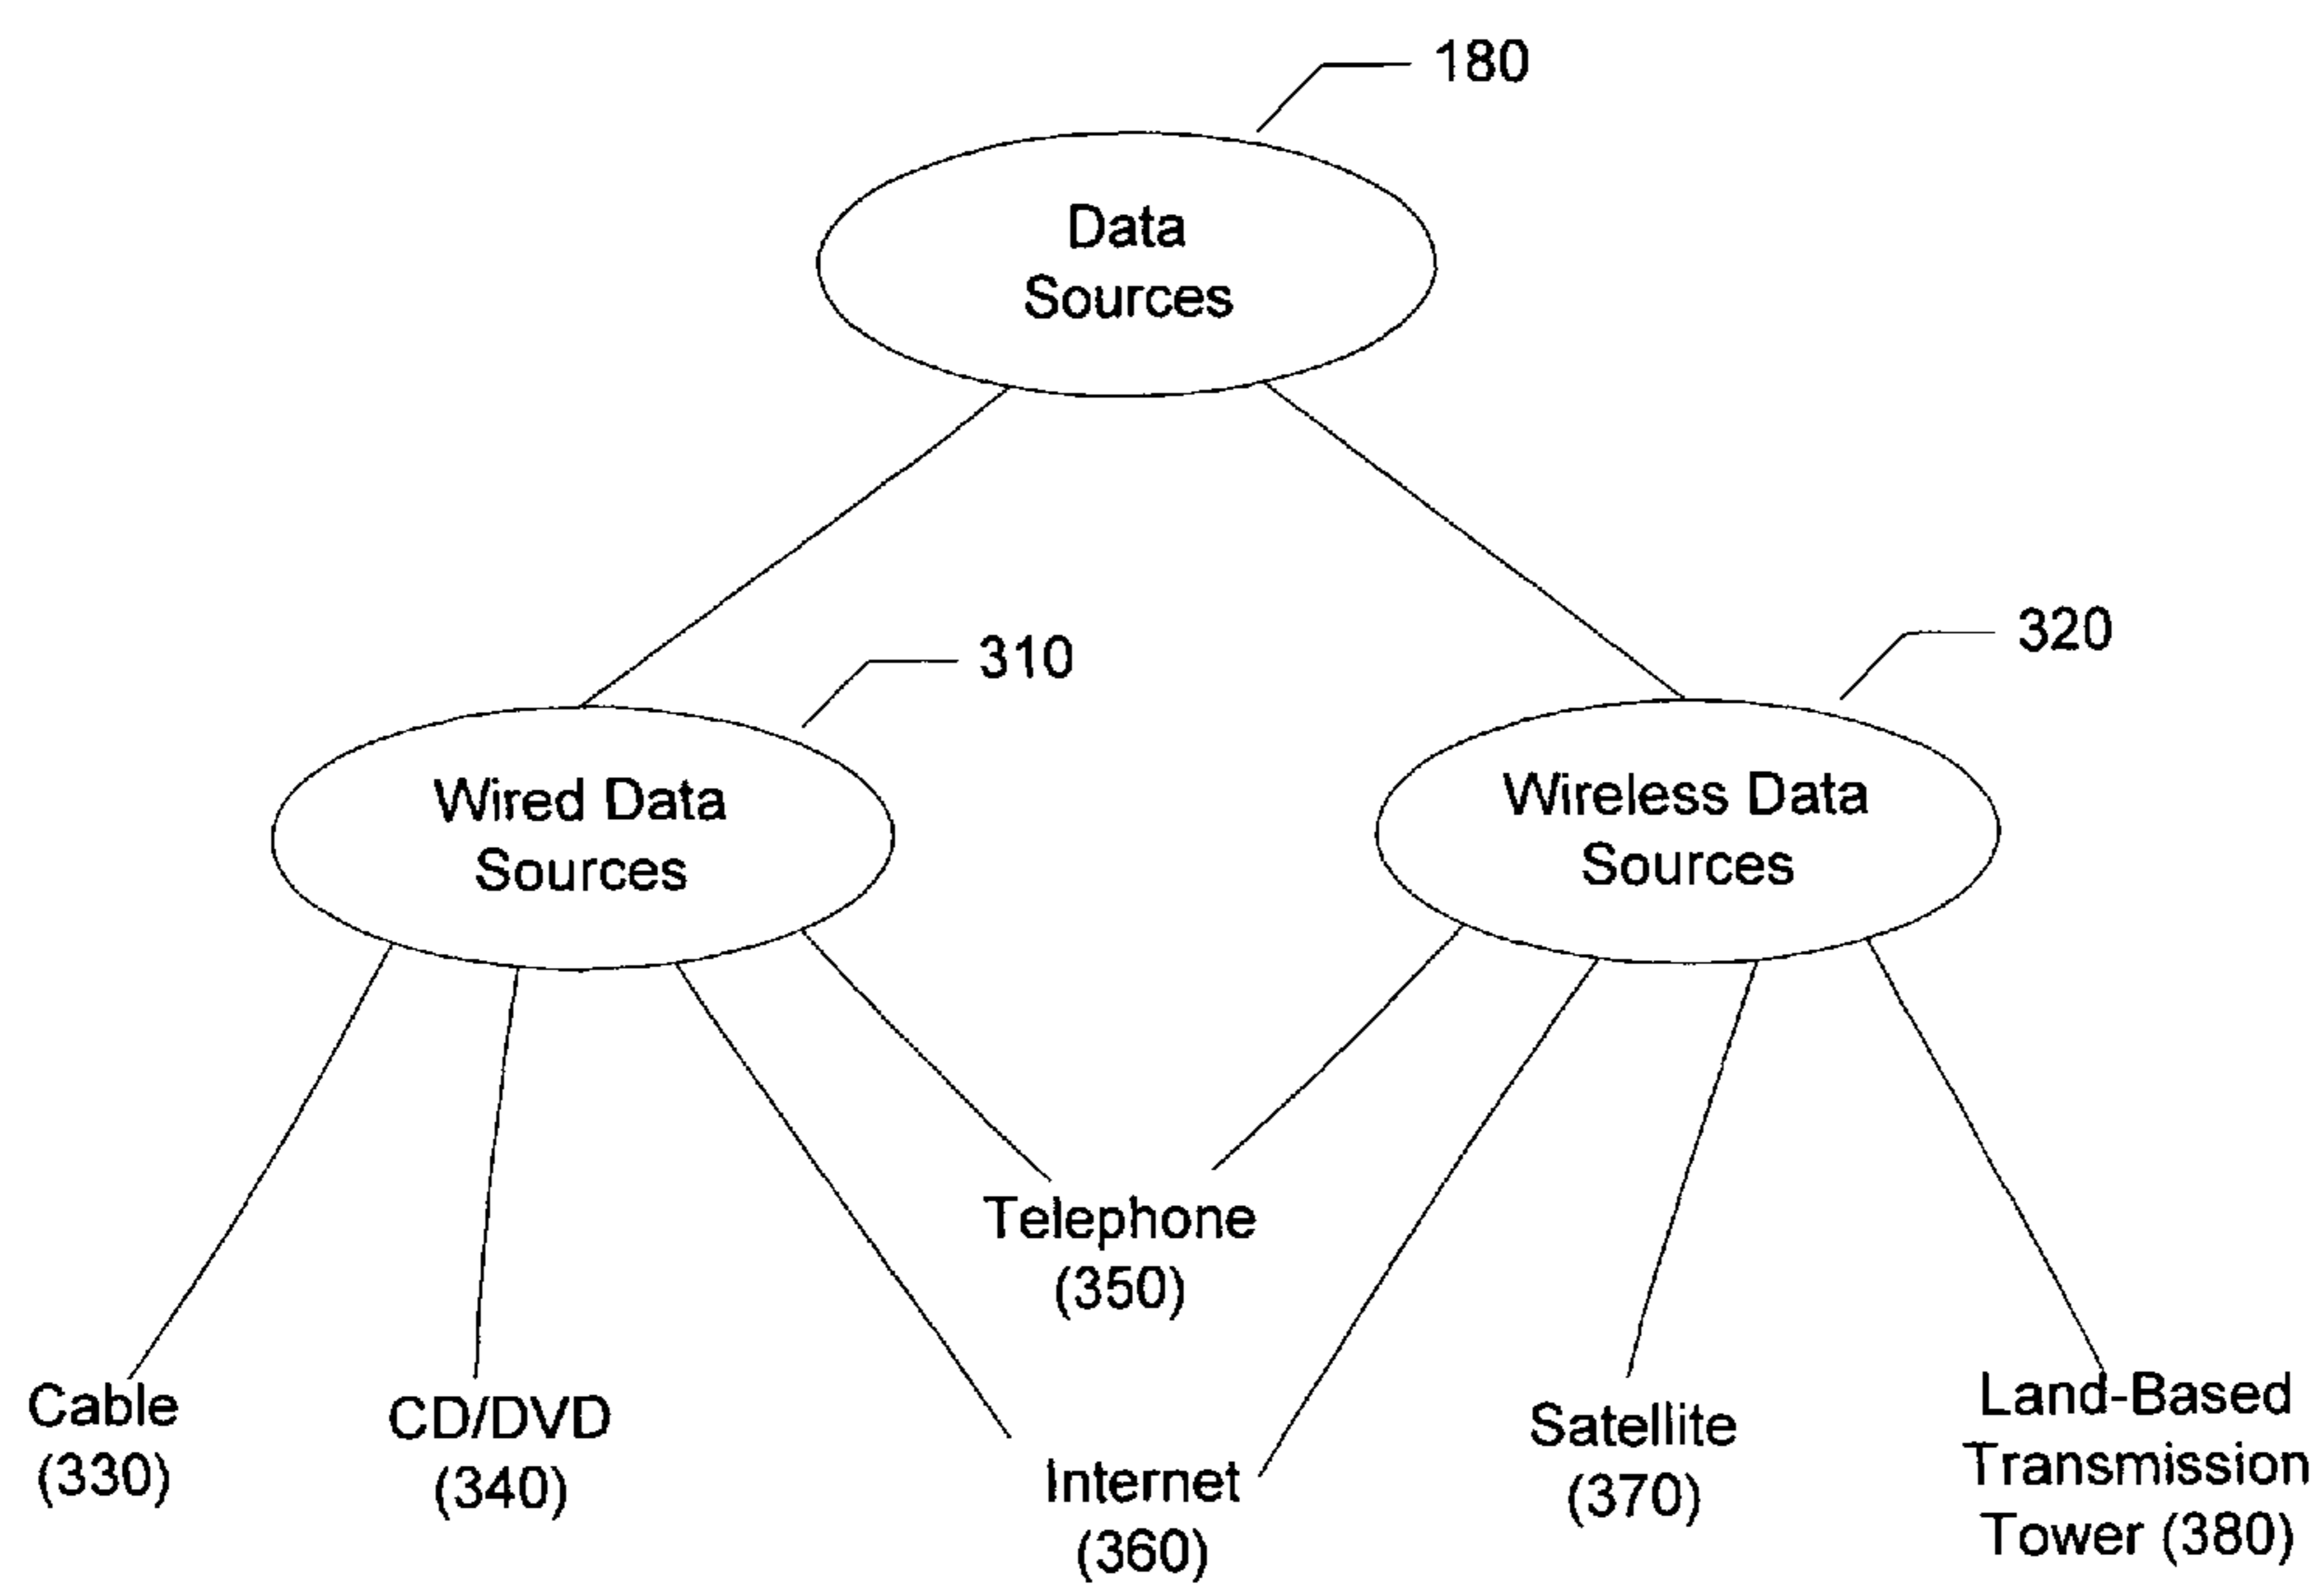 180
Data
Sources
310
320
Wired Data
Sources
Wireless Data
Sources
Telephone
(350)
Cable
(330)
CD/DVD
(340)
Internet
(360)
Satellite
(370)
Land-Based
Transmission
Tower (380)